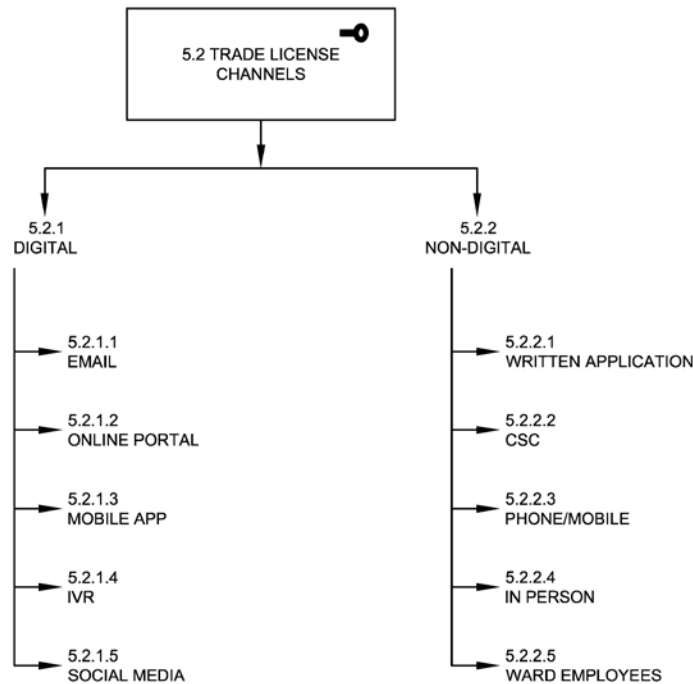 5.2 TRADE LICENSE
CHANNELS
5.2.1
DIGITAL
5.2.1.1
EMAIL
5.2.1.2
ONLINE PORTAL
5.2.1.3
MOBILE APP
5.2.1.4
IVR
5.2.1.5
SOCIAL MEDIA
5.2.2
NON-DIGITAL
5.2.2.1
WRITTEN APPLICATION
5.2.2.2
CSC
5.2.2.3
PHONE/MOBILE
5.2.2.4
IN PERSON
5.2.2.5
WARD EMPLOYEES